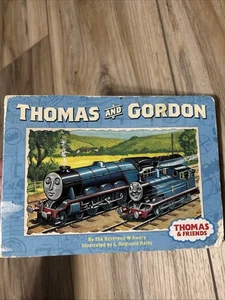 THOMAS AND GORDON
By The Reverend W Awdry
Illustrated by C. Reginald Dalby
THOMAS
& FRIENDS